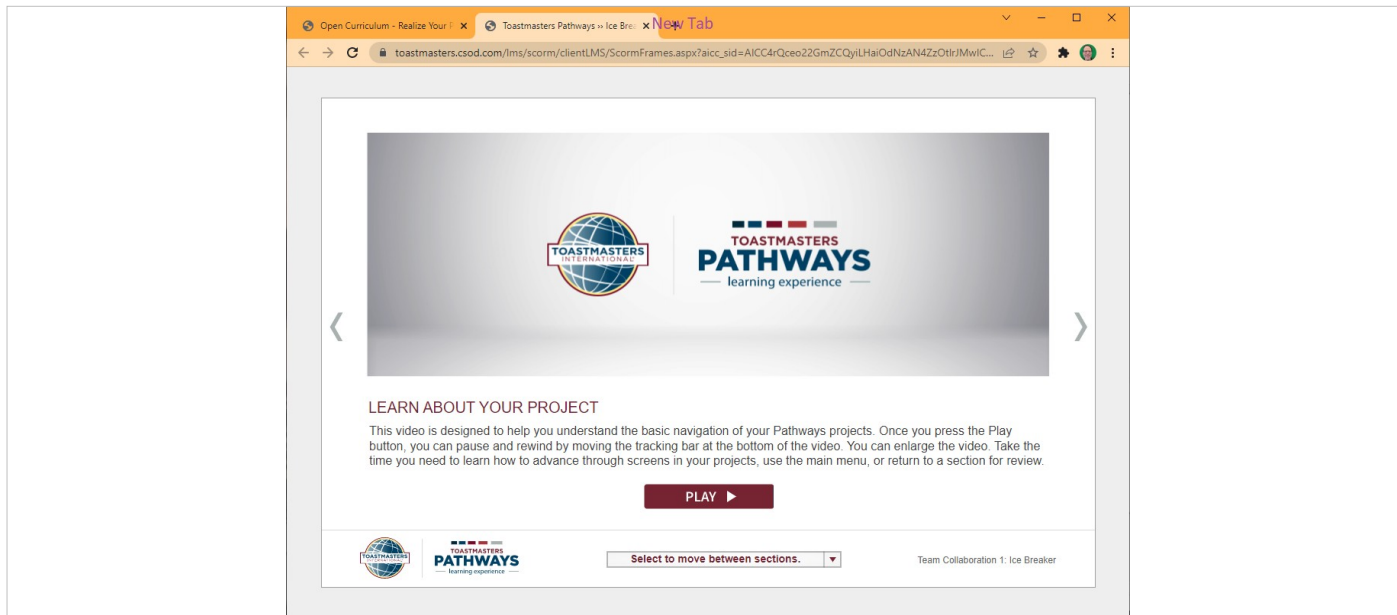 Open Curriculum - Realize Your P
Toastmasters Pathways ›› Ice Brea
New Tab
toastmasters.csod.com/lms/scorm/clientLMS/ScormFrames.aspx?aicc_sid=AICC4rQceo22GmZCQyiLHaiOdNzAN4ZzOtIrJMwIC...
TOASTMASTERS
INTERNATIONAL
TOASTMASTERS
PATHWAYS
learning experience
LEARN ABOUT YOUR PROJECT
This video is designed to help you understand the basic navigation of your Pathways projects. Once you press the Play
button, you can pause and rewind by moving the tracking bar at the bottom of the video. You can enlarge the video. Take the
time you need to learn how to advance through screens in your projects, use the main menu, or return to a section for review.
PLAY
TOASTMASTERS
INTERNATIONAL
TOASTMASTERS
PATHWAYS
learning experience
Select to move between sections.
Team Collaboration 1: Ice Breaker